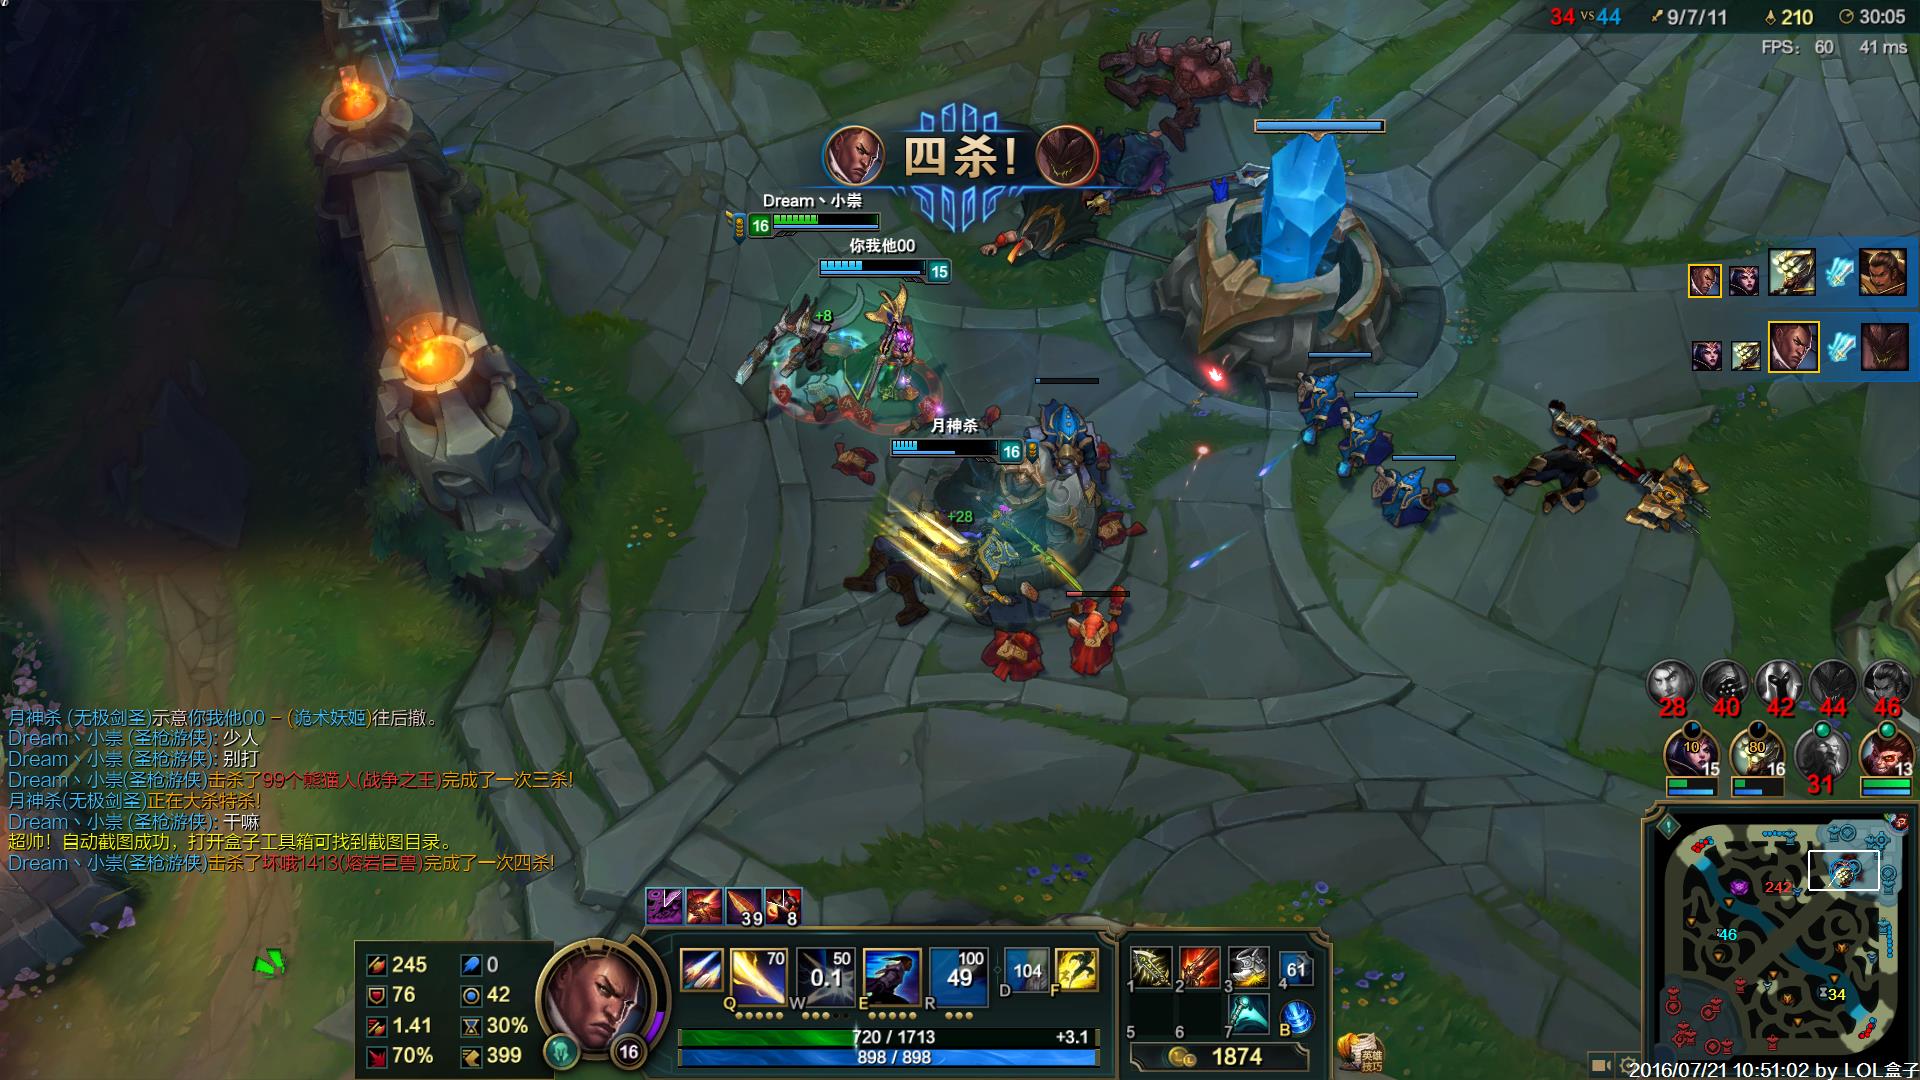 34 vs 44 9/7/11 210 30:05
FPS: 60 41 ms
四杀!
Dream丶小崇
16
你我他00
15
+8
月神杀
16
+28
28 40 42 44 46
10 80
15 16 31 13
月神杀 (无极剑圣)示意你我他00 – (诡术妖姬)往后撤。
Dream丶小崇 (圣枪游侠): 少人
Dream丶小崇 (圣枪游侠): 别打
Dream丶小崇(圣枪游侠)击杀了99个熊猫人(战争之王)完成了一次三杀!
月神杀(无极剑圣)正在大杀特杀!
Dream丶小崇 (圣枪游侠): 干嘛
超帅！自动截图成功，打开盒子工具箱可找到截图目录。
Dream丶小崇(圣枪游侠)击杀了坏哦1413(熔岩巨兽)完成了一次四杀!
242
46
34
39 8
245 0
76 42
1.41 30%
70% 399
16
70 50 100
0.1 49 104
Q W E R D F
1 2 3 4 61
5 6 7 B
720 / 1713 +3.1
898 / 898
1874
英雄
技巧
2016/07/21 10:51:02 by LOL盒子